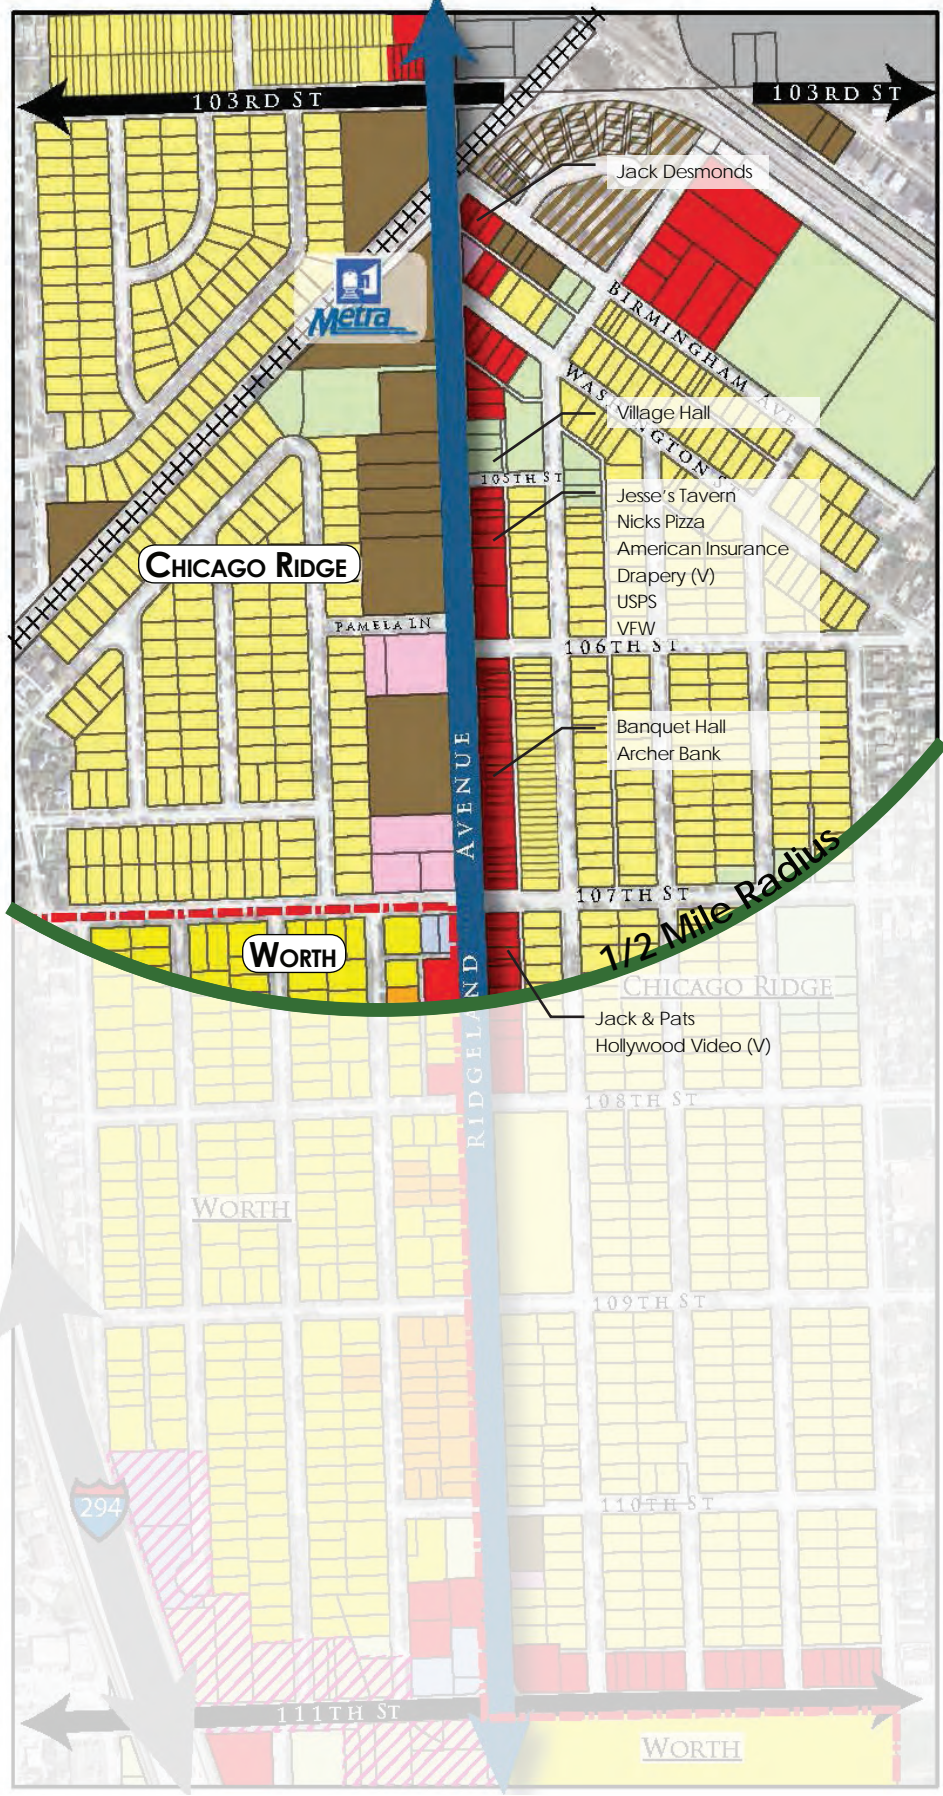 103RD ST
103RD ST
Jack Desmonds
Metra
BIRMINGHAM AVE
WASHINGTON
Village Hall
105TH ST
Jesse's Tavern
Nicks Pizza
American Insurance
Drapery (V)
USPS
VFW
CHICAGO RIDGE
PAMELA LN
106TH ST
Banquet Hall
Archer Bank
RIDGELAND AVENUE
107TH ST
1/2 Mile Radius
WORTH
CHICAGO RIDGE
Jack & Pats
Hollywood Video (V)
108TH ST
WORTH
109TH ST
110TH ST
294
111TH ST
WORTH